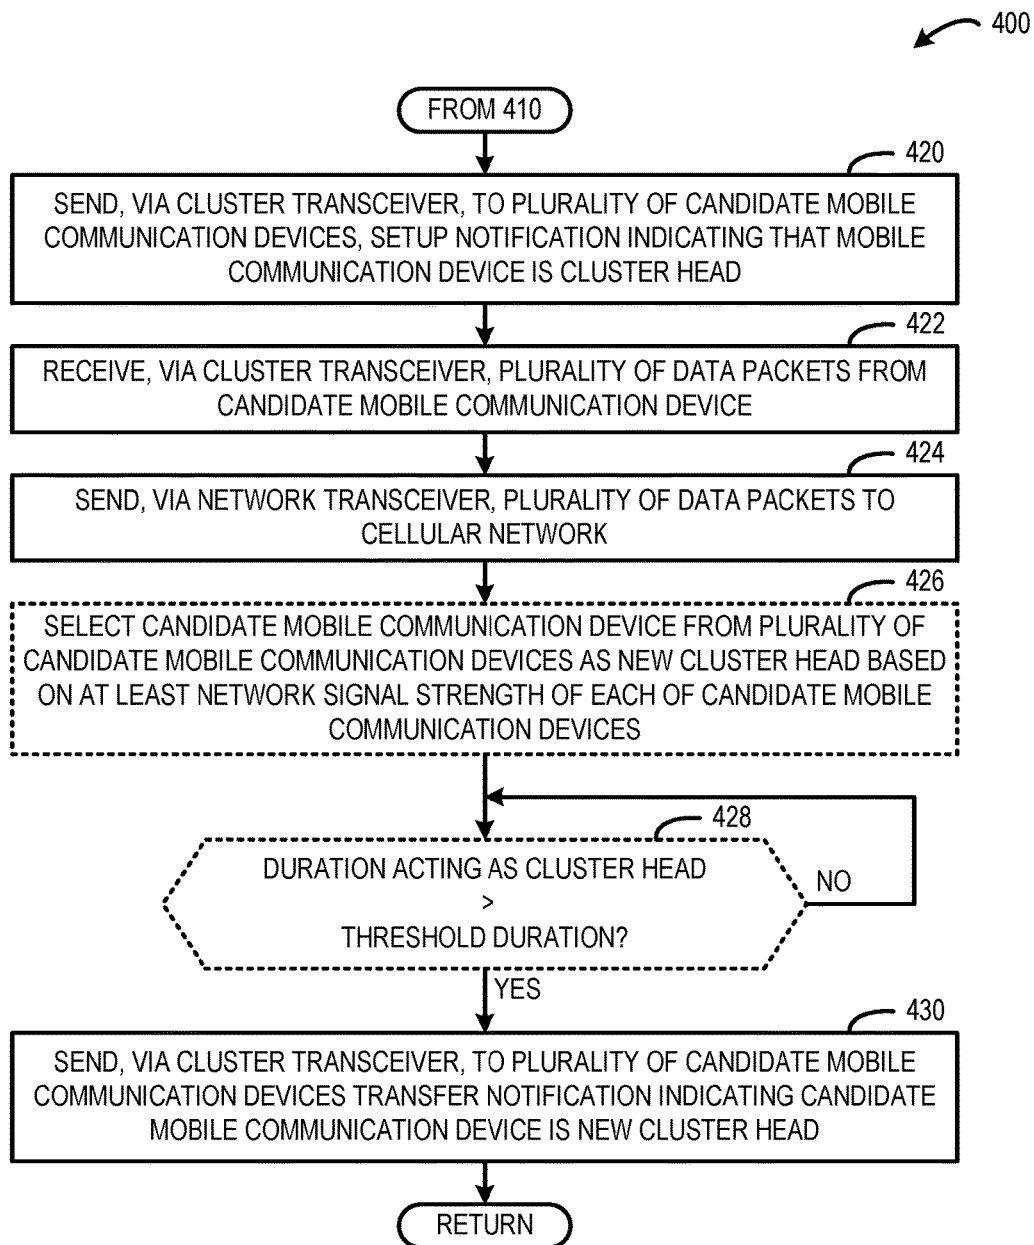 400
FROM 410
420
SEND, VIA CLUSTER TRANSCEIVER, TO PLURALITY OF CANDIDATE MOBILE
COMMUNICATION DEVICES, SETUP NOTIFICATION INDICATING THAT MOBILE
COMMUNICATION DEVICE IS CLUSTER HEAD
422
RECEIVE, VIA CLUSTER TRANSCEIVER, PLURALITY OF DATA PACKETS FROM
CANDIDATE MOBILE COMMUNICATION DEVICE
424
SEND, VIA NETWORK TRANSCEIVER, PLURALITY OF DATA PACKETS TO
CELLULAR NETWORK
426
SELECT CANDIDATE MOBILE COMMUNICATION DEVICE FROM PLURALITY OF
CANDIDATE MOBILE COMMUNICATION DEVICES AS NEW CLUSTER HEAD BASED
ON AT LEAST NETWORK SIGNAL STRENGTH OF EACH OF CANDIDATE MOBILE
COMMUNICATION DEVICES
428
DURATION ACTING AS CLUSTER HEAD
>
THRESHOLD DURATION?
NO
YES
430
SEND, VIA CLUSTER TRANSCEIVER, TO PLURALITY OF CANDIDATE MOBILE
COMMUNICATION DEVICES TRANSFER NOTIFICATION INDICATING CANDIDATE
MOBILE COMMUNICATION DEVICE IS NEW CLUSTER HEAD
RETURN